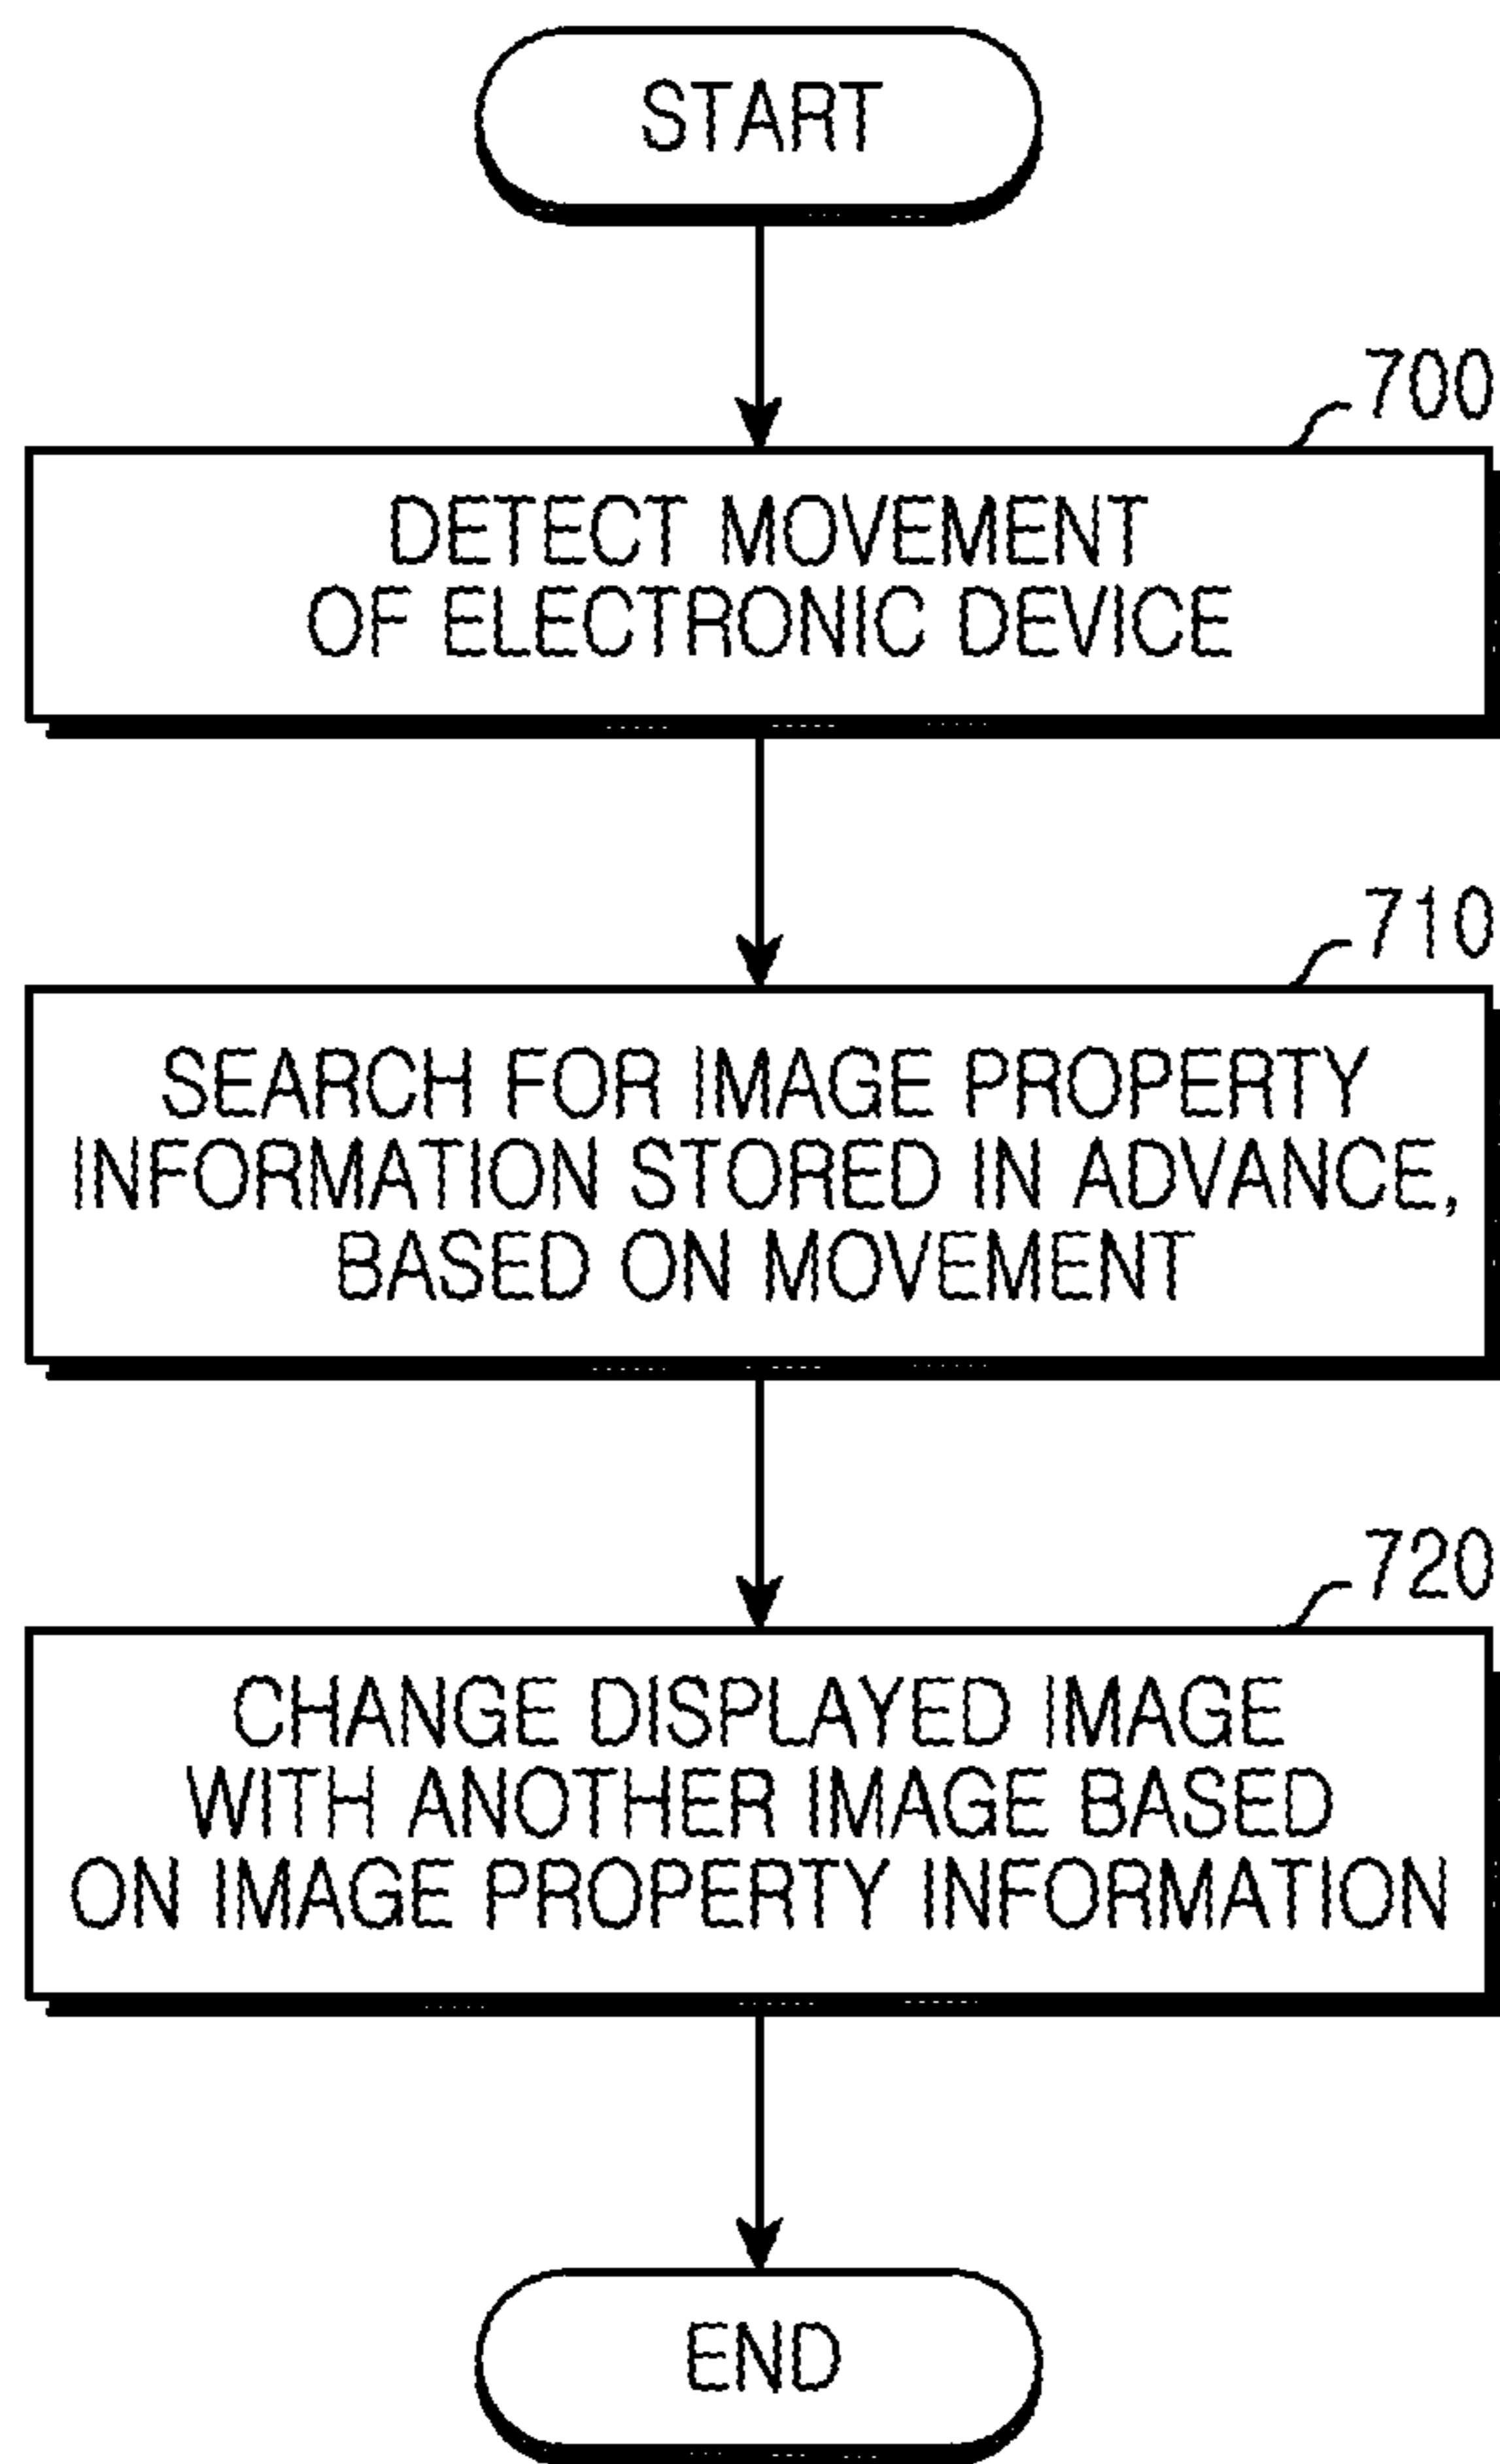 START
700
DETECT MOVEMENT
OF ELECTRONIC DEVICE
710
SEARCH FOR IMAGE PROPERTY
INFORMATION STORED IN ADVANCE,
BASED ON MOVEMENT
720
CHANGE DISPLAYED IMAGE
WITH ANOTHER IMAGE BASED
ON IMAGE PROPERTY INFORMATION
END